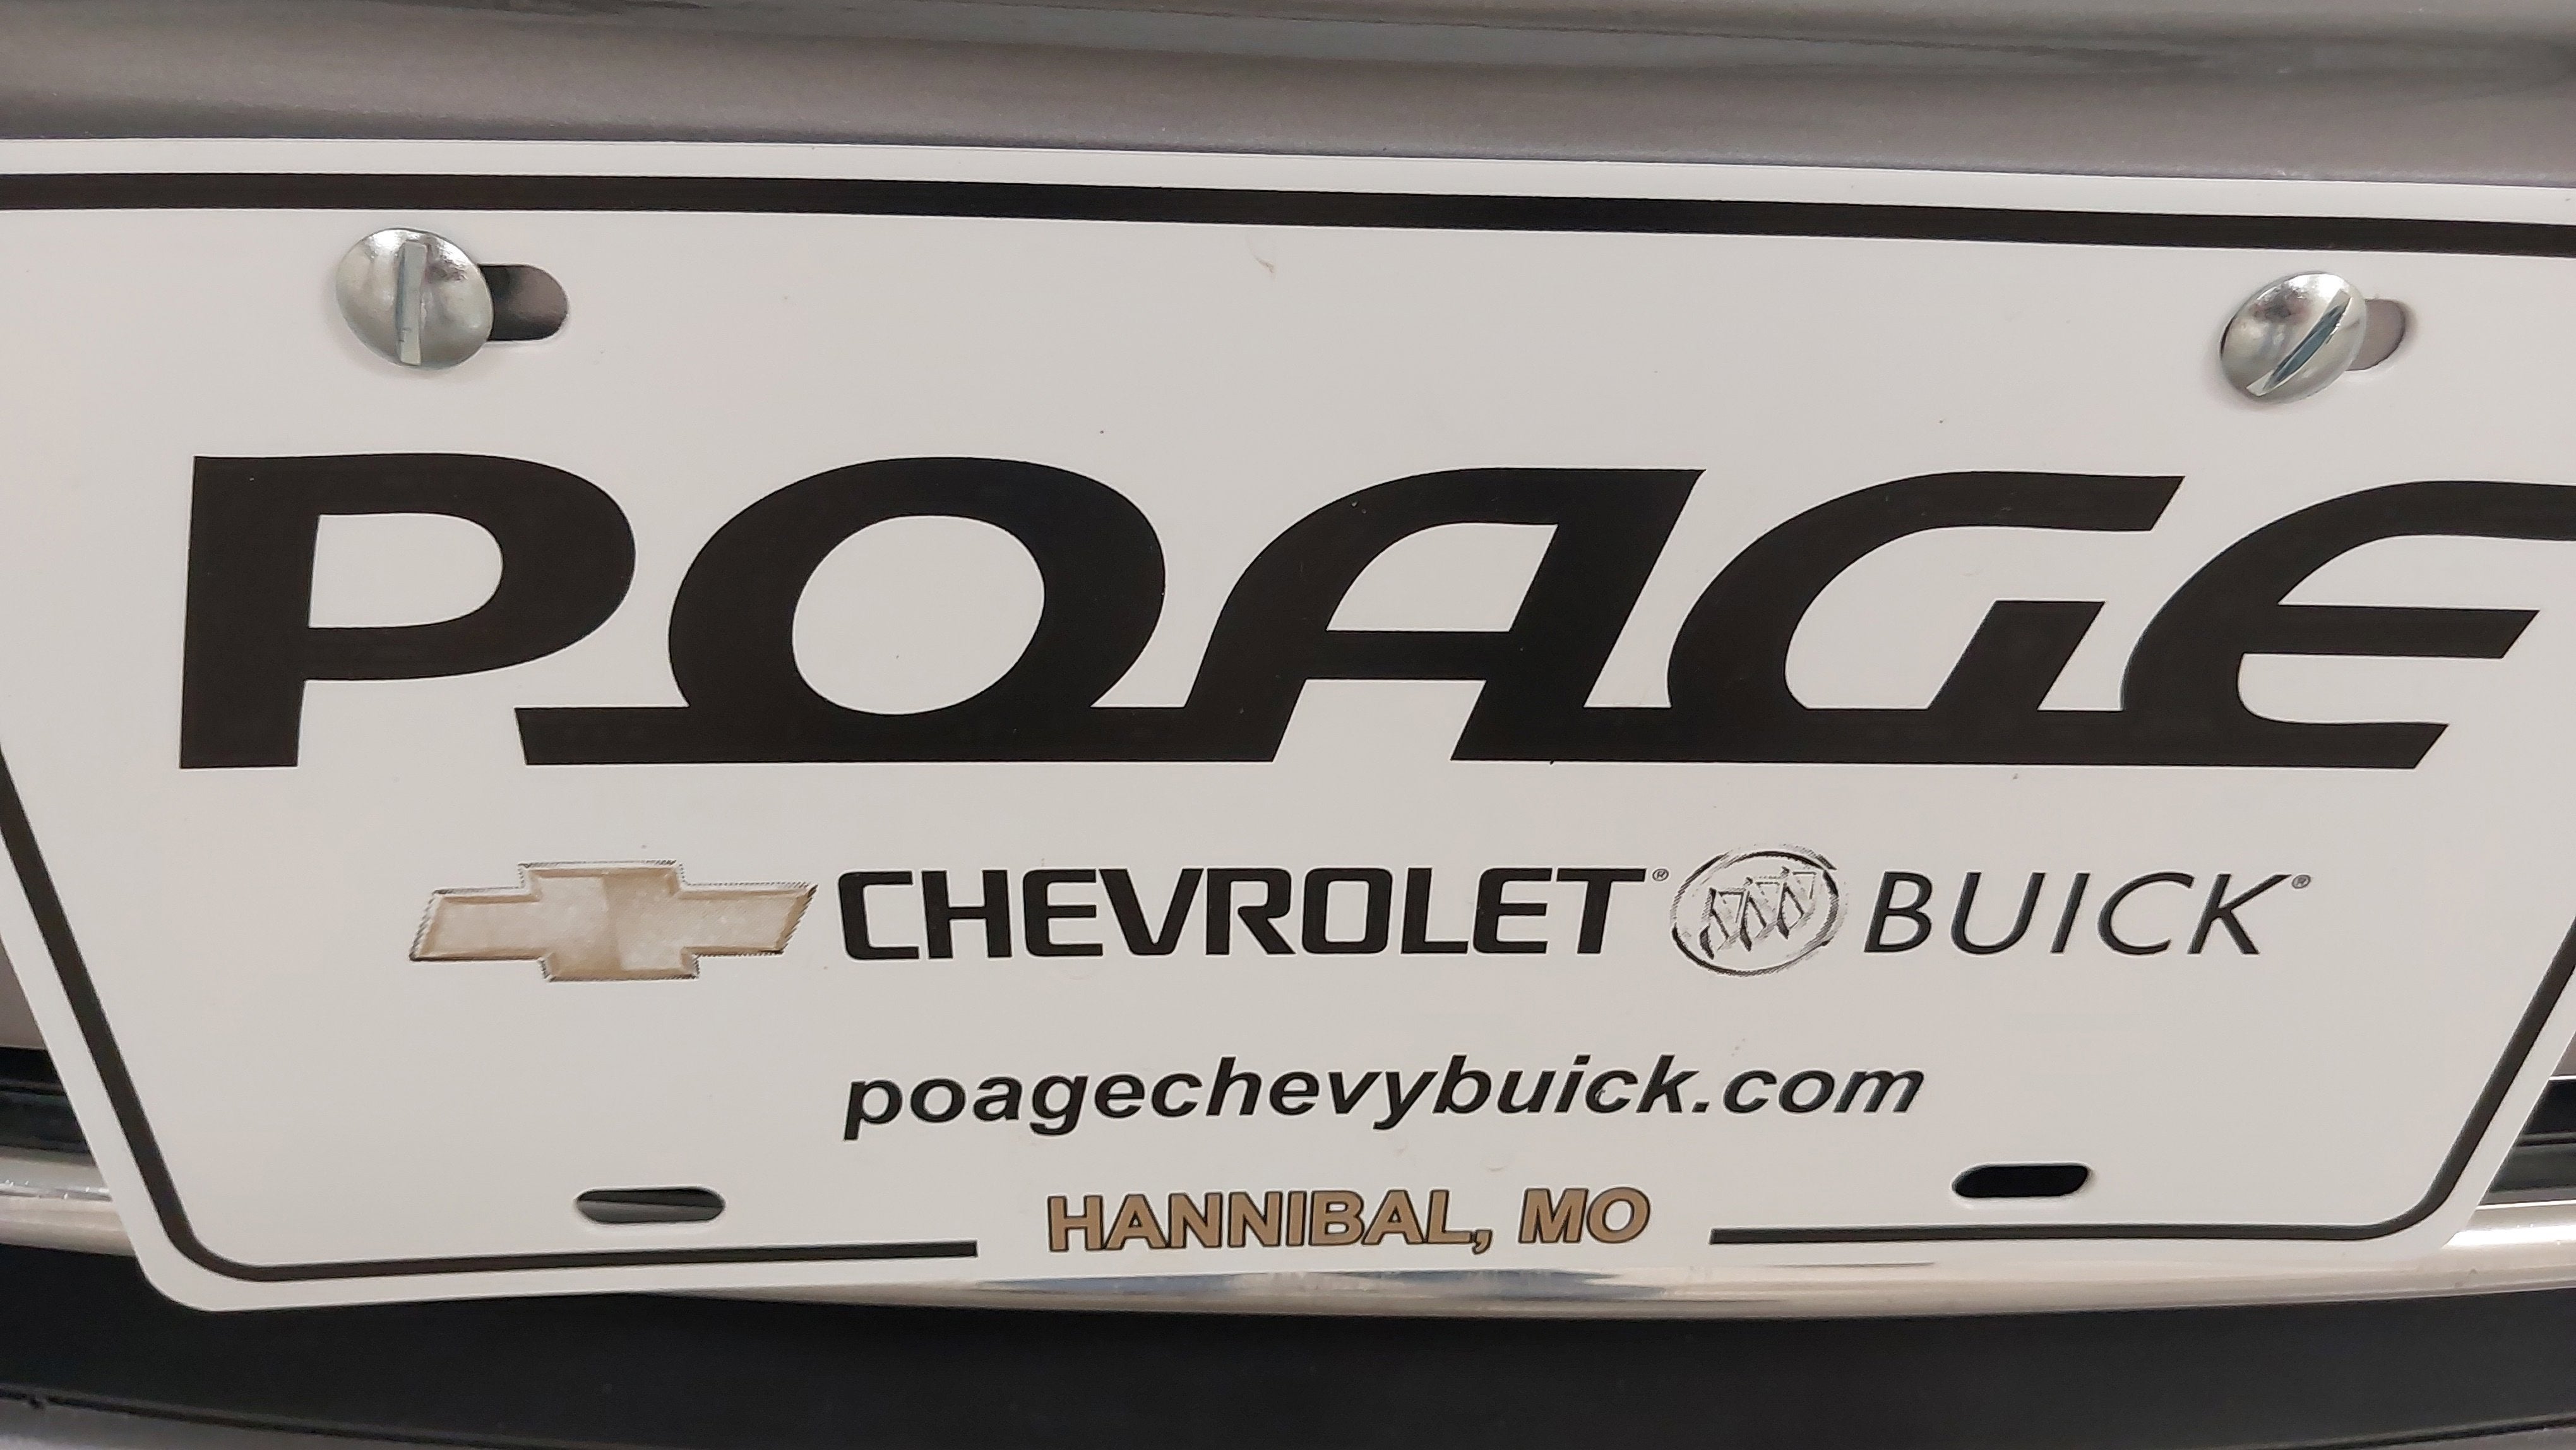 POAGE
CHEVROLET® BUICK®
poagechevybuick.com
HANNIBAL, MO